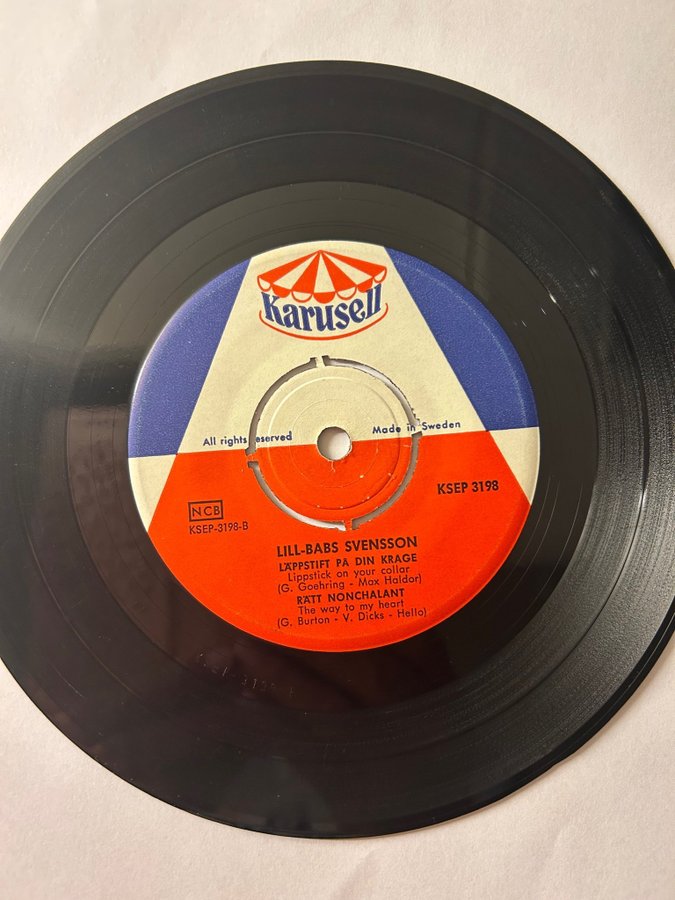 Karusell
All rights eserved
Made in Sweden
KSEP 3198
NCB
KSEP-3198-B
LILL-BABS SVENSSON
LÄPPSTIFT PÅ DIN KRAGE
Lippstick on your collar
(G. Goehring - Max Haldor)
RÄTT NONCHALANT
The way to my heart
(G. Burton - V. Dicks - Hello)